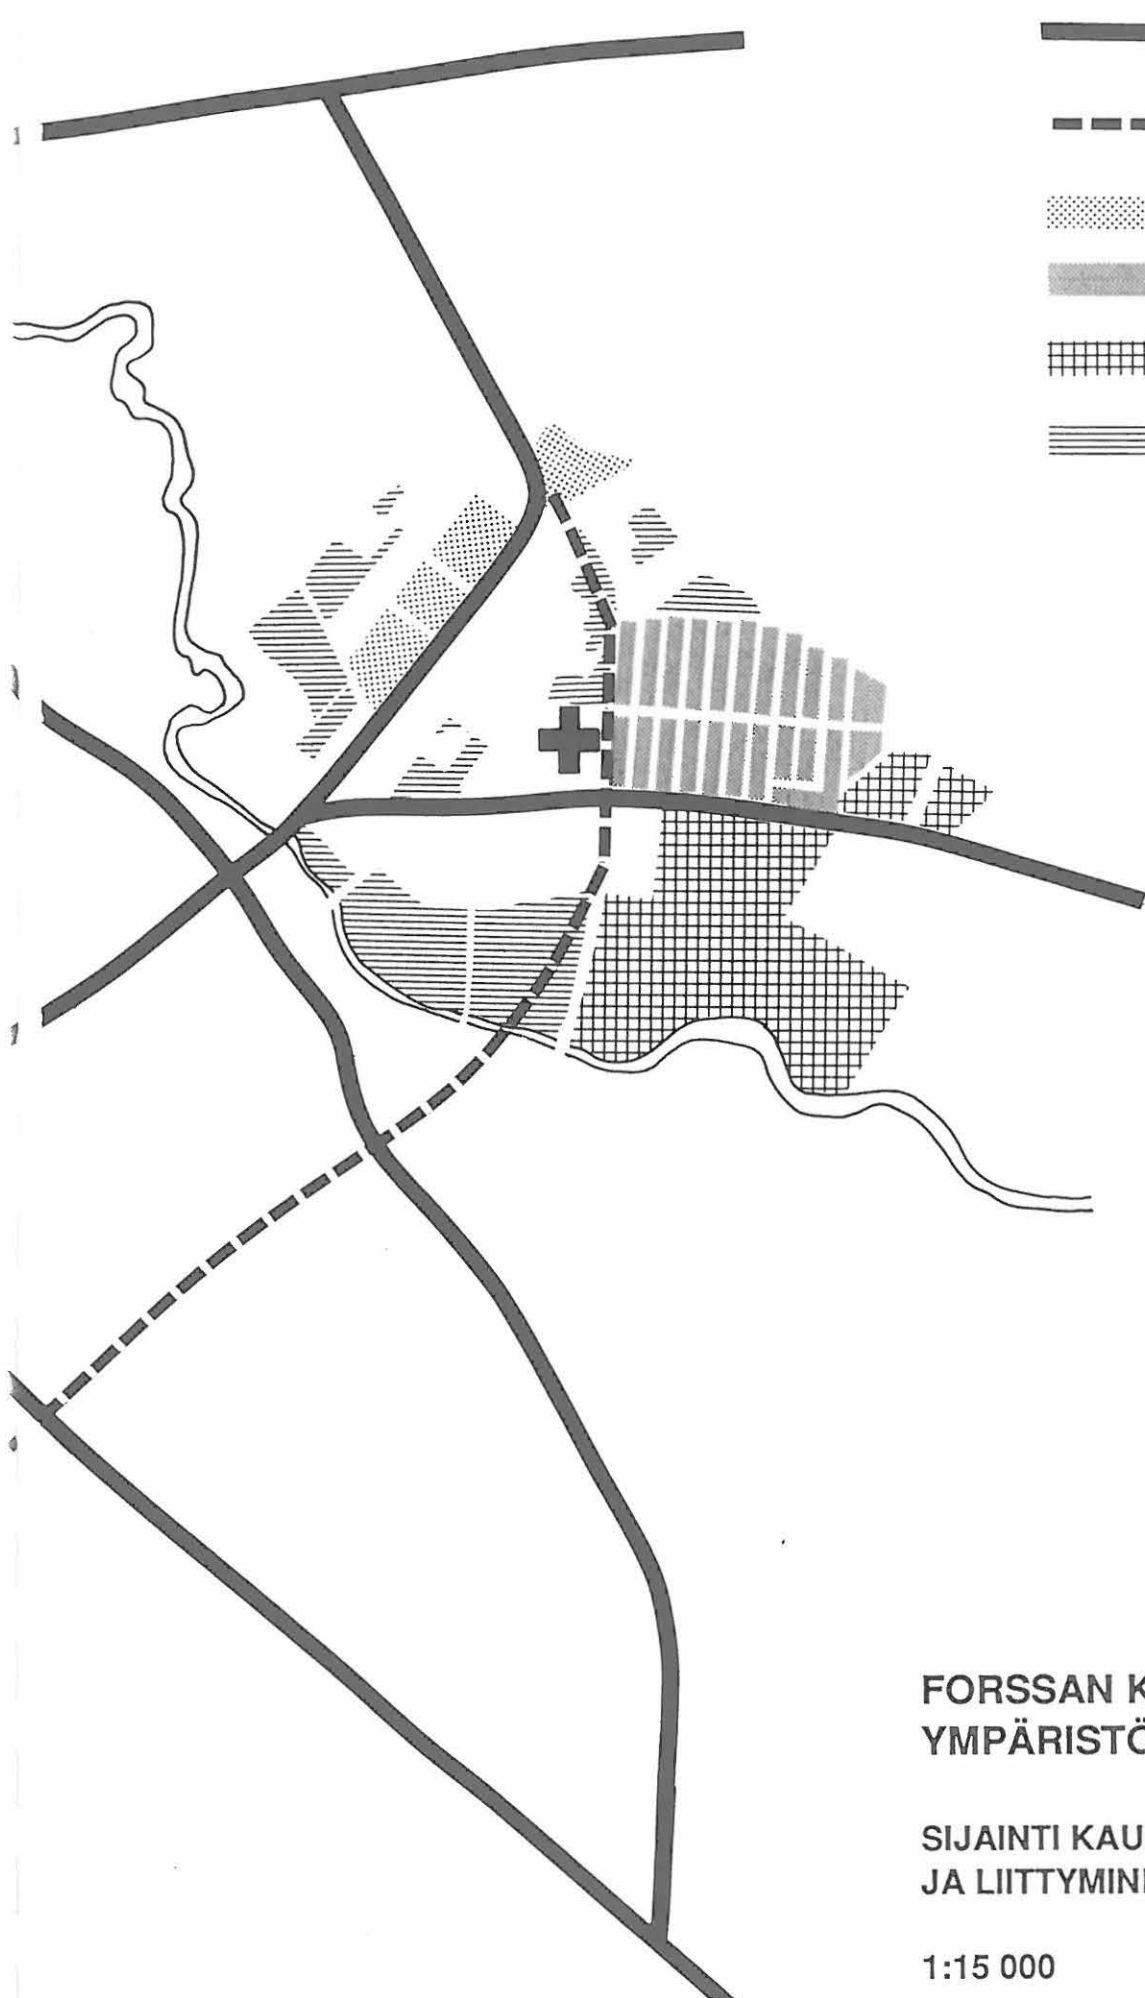 FORSSAN K
YMPÄRISTÖ
SIJAINTI KAU
JA LIITTYMIN
1:15 000